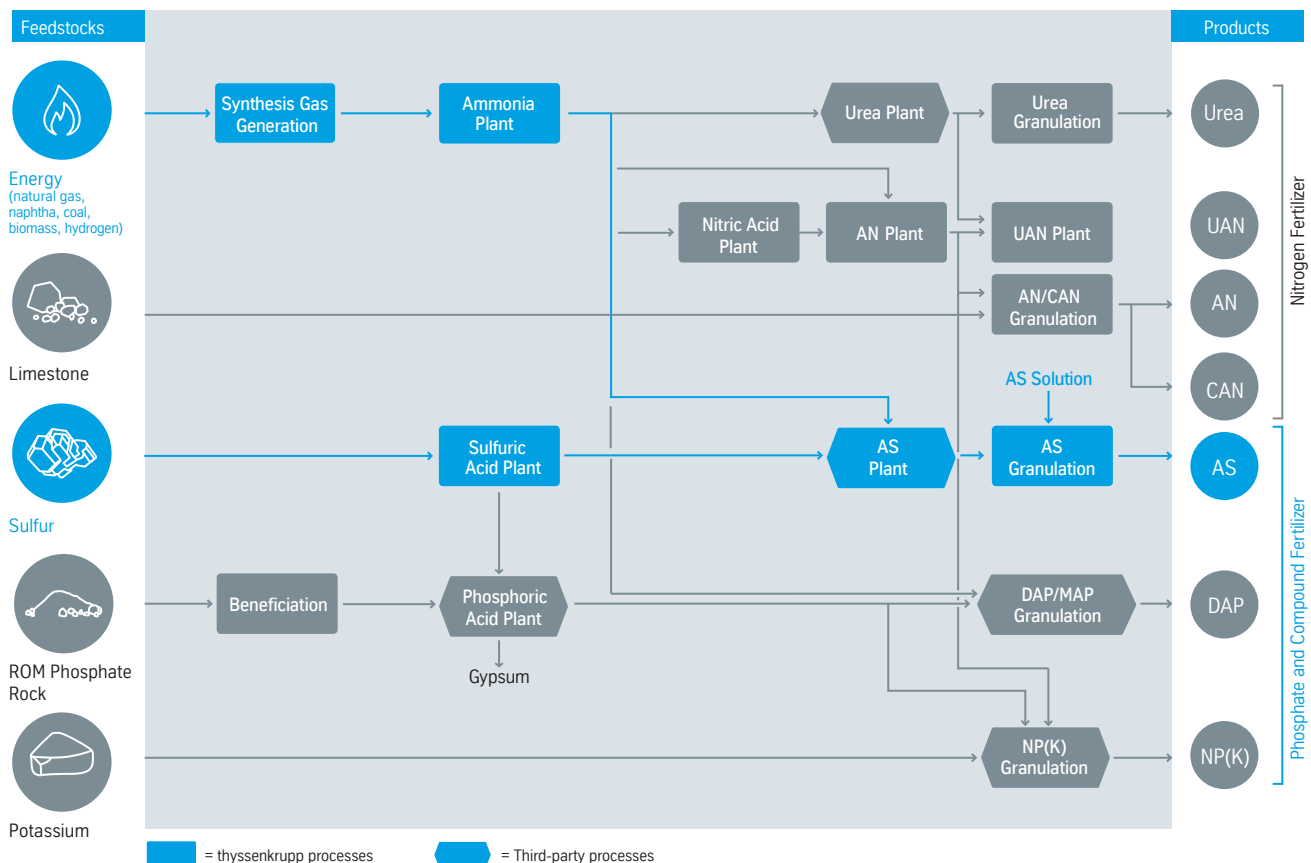 Feedstocks
Products
Energy
(natural gas,
naphtha, coal,
biomass, hydrogen)
Limestone
Sulfur
ROM Phosphate
Rock
Potassium
Synthesis Gas
Generation
Ammonia
Plant
Urea Plant
Urea
Granulation
Nitric Acid
Plant
AN Plant
UAN Plant
AN/CAN
Granulation
AS Solution
Sulfuric
Acid Plant
AS
Plant
AS
Granulation
Beneficiation
Phosphoric
Acid Plant
Gypsum
DAP/MAP
Granulation
NP(K)
Granulation
Urea
UAN
AN
CAN
AS
DAP
NP(K)
Nitrogen Fertilizer
Phosphate and Compound Fertilizer
= thyssenkrupp processes
= Third-party processes